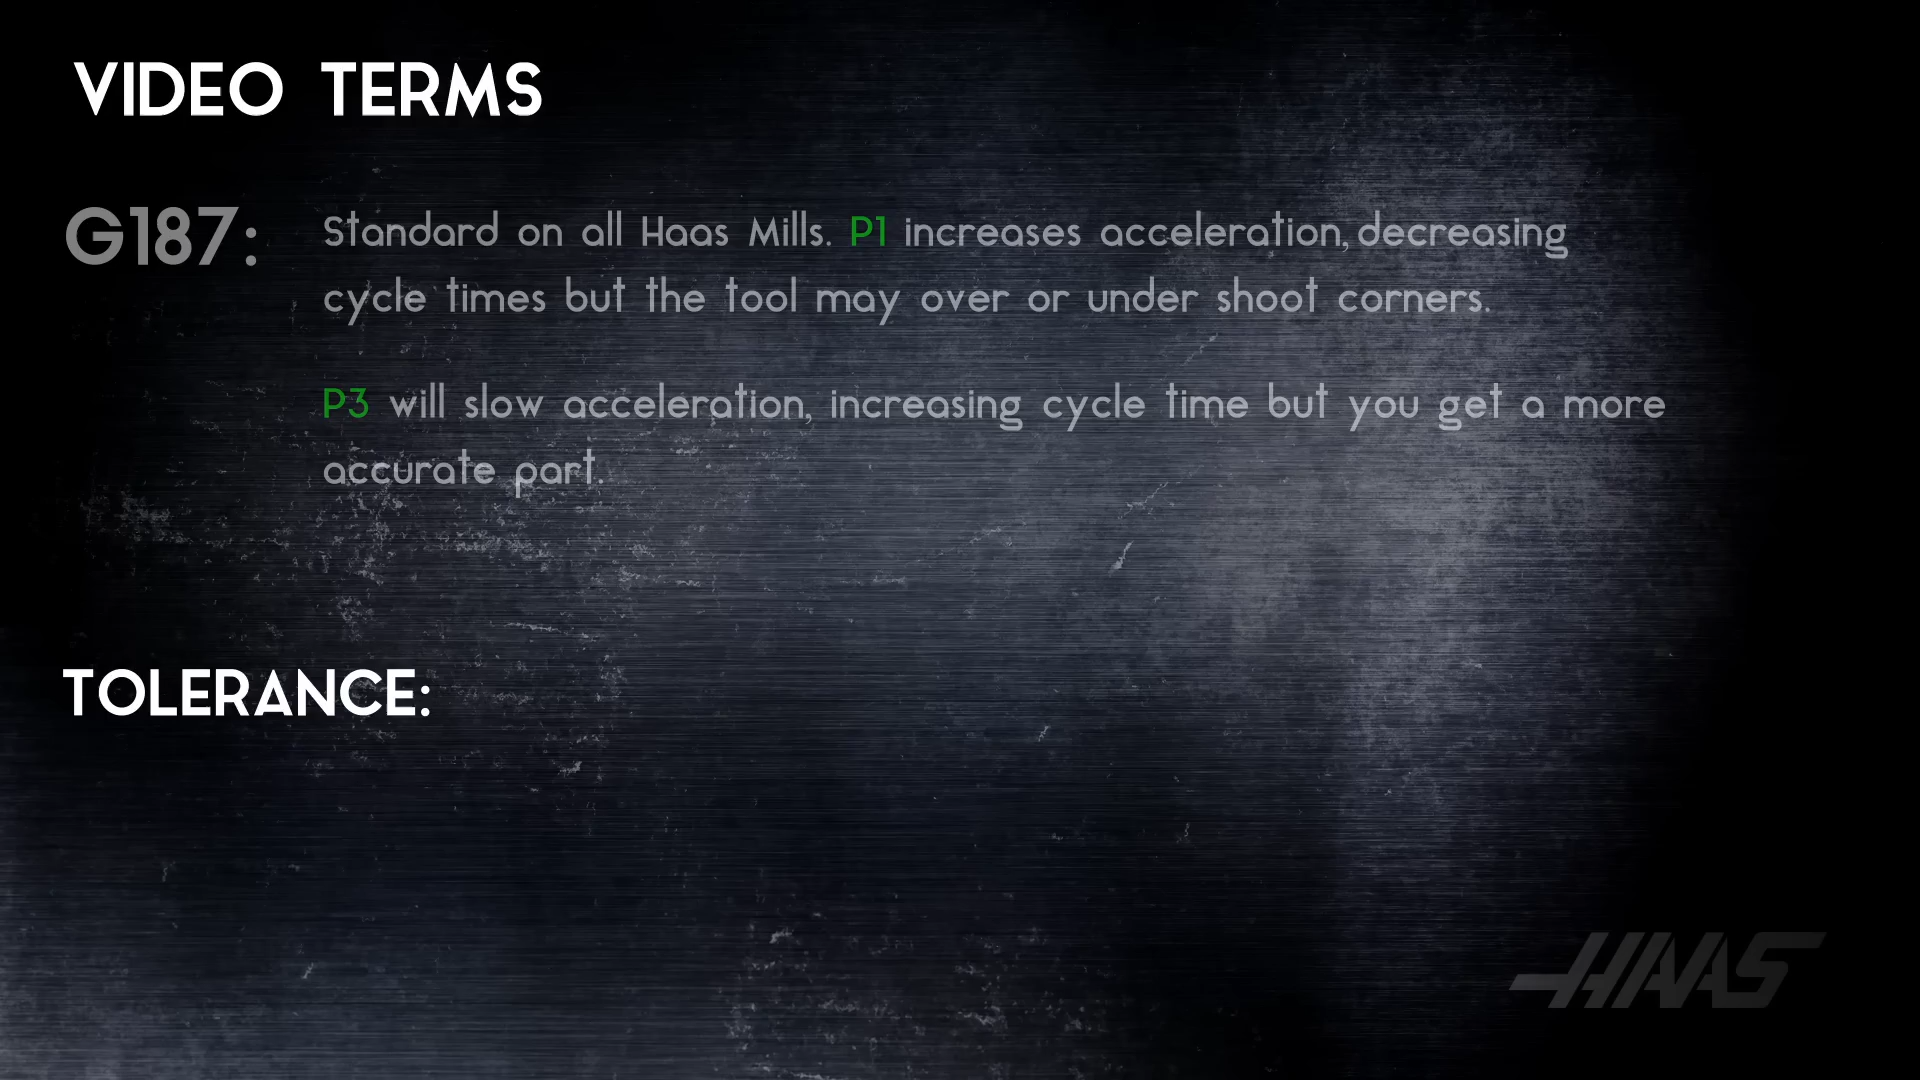 VIDEO TERMS
G187: Standard on all Haas Mills. P1 increases acceleration, decreasing
cycle times but the tool may over or under shoot corners.
P3 will slow acceleration, increasing cycle time but you get a more
accurate part.
TOLERANCE:
HAAS